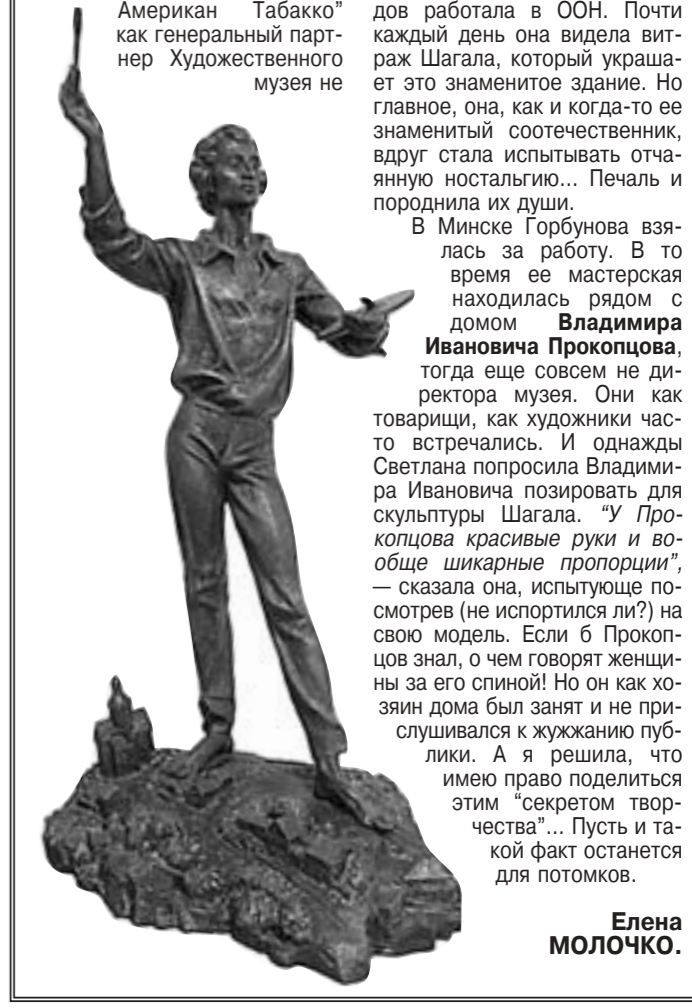 Американ Табакко”
как генеральный парт-
нер Художественного
музея не
дов работала в ООН. Почти
каждый день она видела вит-
раж Шагала, который украша-
ет это знаменитое здание. Но
главное, она, как и когда-то ее
знаменитый соотечественник,
вдруг стала испытывать отча-
янную ностальгию... Печаль и
породнила их души.
В Минске Горбунова взя-
лась за работу. В то
время ее мастерская
находилась рядом с
домом Владимира
Ивановича Прокопцова,
тогда еще совсем не ди-
ректора музея. Они как
товарищи, как художники час-
то встречались. И однажды
Светлана попросила Владими-
ра Ивановича позировать для
скульптуры Шагала. “У Про-
копцова красивые руки и во-
обще шикарные пропорции”,
— сказала она, испытующе по-
смотрев (не испортился ли?) на
свою модель. Если б Прокоп-
цов знал, о чем говорят женщи-
ны за его спиной! Но он как хо-
зяин дома был занят и не при-
слушивался к жужжанию пуб-
лики. А я решила, что
имею право поделиться
этим “секретом твор-
чества”... Пусть и та-
кой факт останется
для потомков.
Елена
МОЛОЧКО.